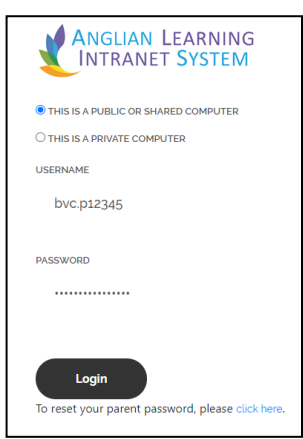 ANGLIAN LEARNING
INTRANET SYSTEM
THIS IS A PUBLIC OR SHARED COMPUTER
THIS IS A PRIVATE COMPUTER
USERNAME
bvc.p12345
PASSWORD
................
Login
To reset your parent password, please click here.